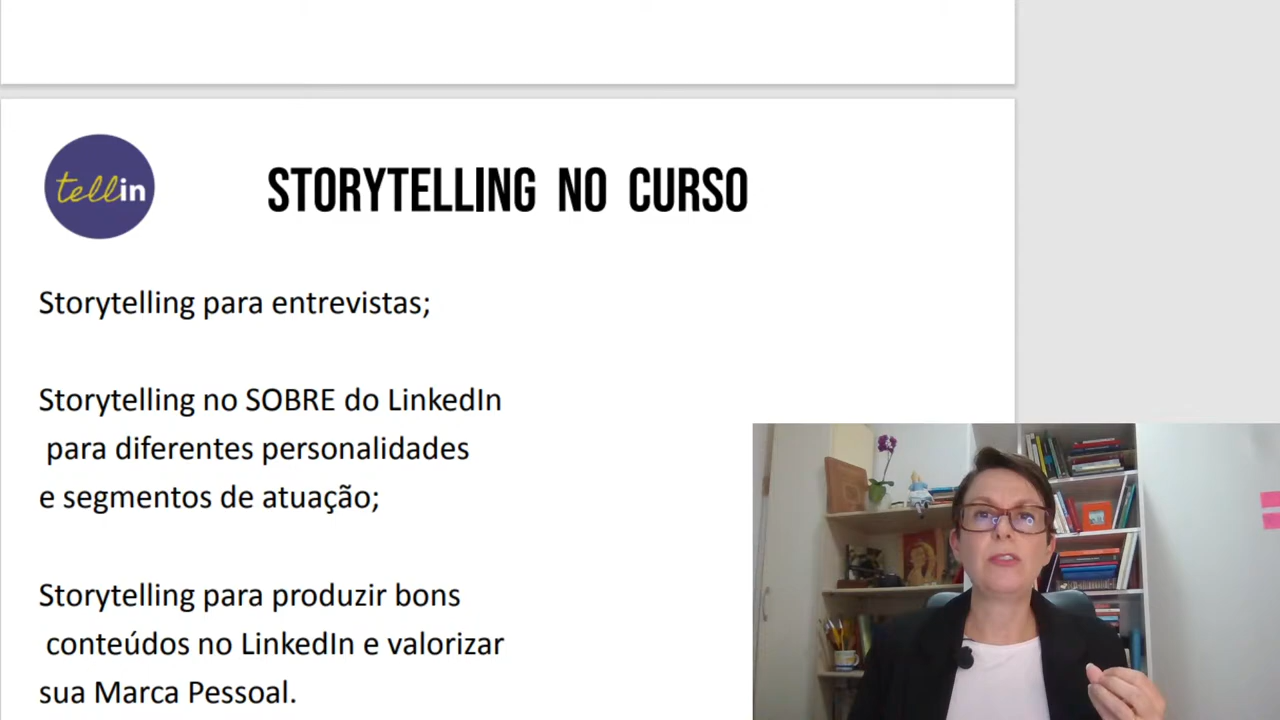 tellin
STORYTELLING NO CURSO
Storytelling para entrevistas;
Storytelling no SOBRE do LinkedIn
para diferentes personalidades
e segmentos de atuação;
Storytelling para produzir bons
conteúdos no LinkedIn e valorizar
sua Marca Pessoal.